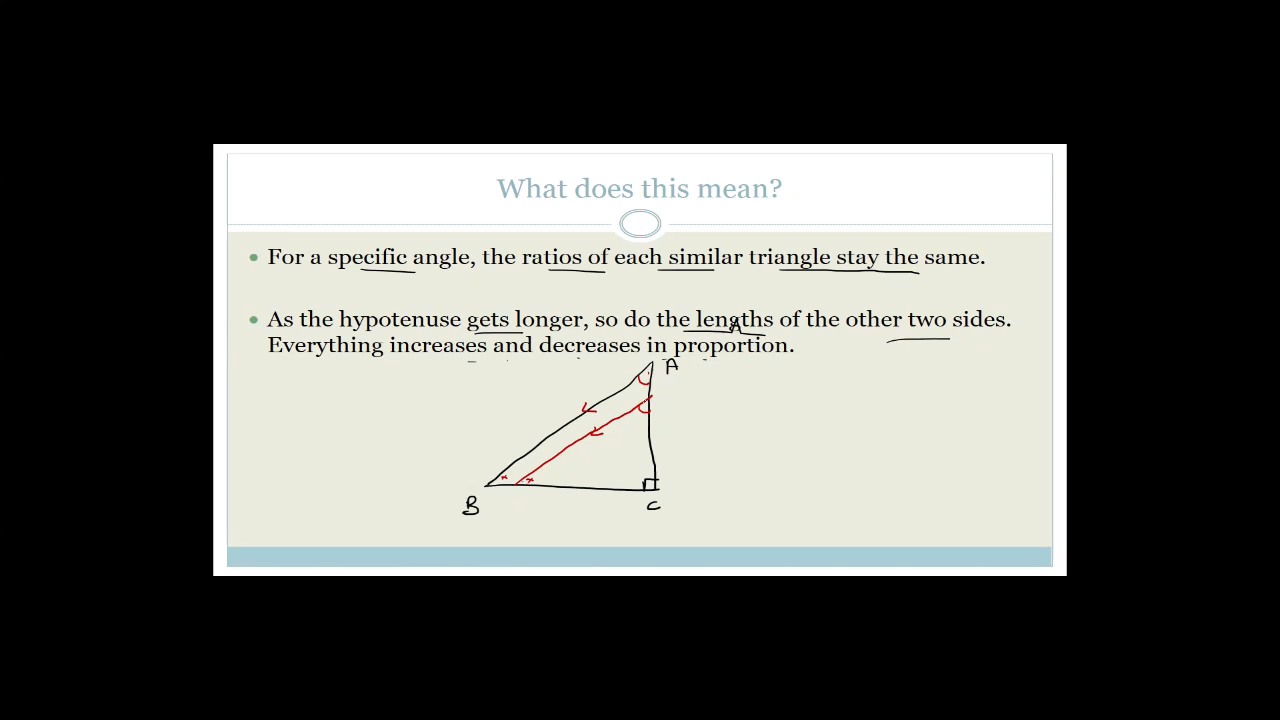 What does this mean?
For a specific angle, the ratios of each similar triangle stay the same.
As the hypotenuse gets longer, so do the lengths of the other two sides.
Everything increases and decreases in proportion.
A
A
x x
B
C